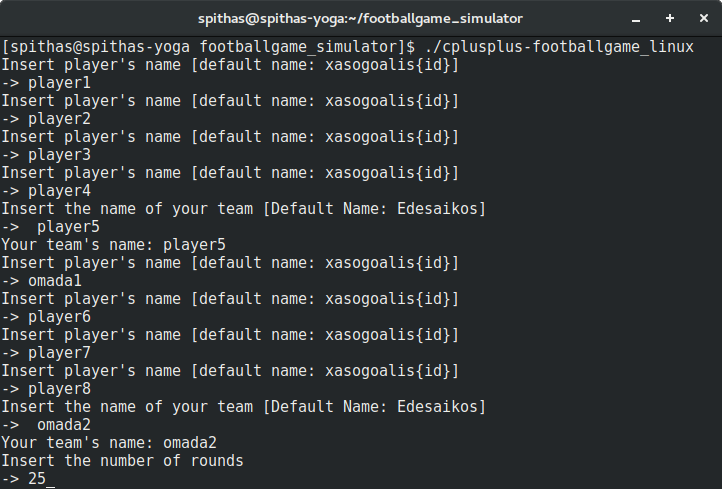 spithas@spithas-yoga:~/footballgame_simulator
[spithas@spithas-yoga footballgame_simulator]$ ./cplusplus-footballgame_linux
Insert player's name [default name: xasogoalis{id}]
-> player1
Insert player's name [default name: xasogoalis{id}]
-> player2
Insert player's name [default name: xasogoalis{id}]
-> player3
Insert player's name [default name: xasogoalis{id}]
-> player4
Insert the name of your team [Default Name: Edesaikos]
->  player5
Your team's name: player5
Insert player's name [default name: xasogoalis{id}]
-> omada1
Insert player's name [default name: xasogoalis{id}]
-> player6
Insert player's name [default name: xasogoalis{id}]
-> player7
Insert player's name [default name: xasogoalis{id}]
-> player8
Insert the name of your team [Default Name: Edesaikos]
->  omada2
Your team's name: omada2
Insert the number of rounds
-> 25_